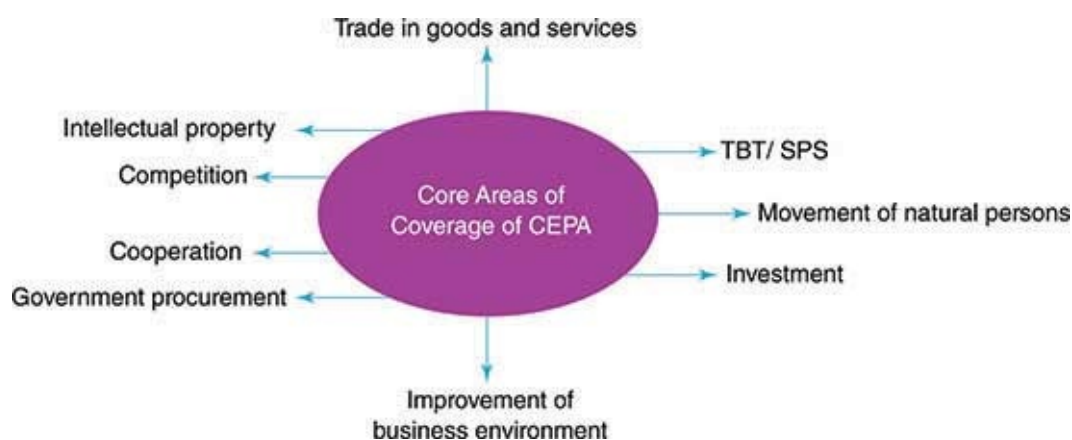 Trade in goods and services
Intellectual property
TBT/ SPS
Competition
Core Areas of
Coverage of CEPA
Movement of natural persons
Cooperation
Investment
Government procurement
Improvement of
business environment